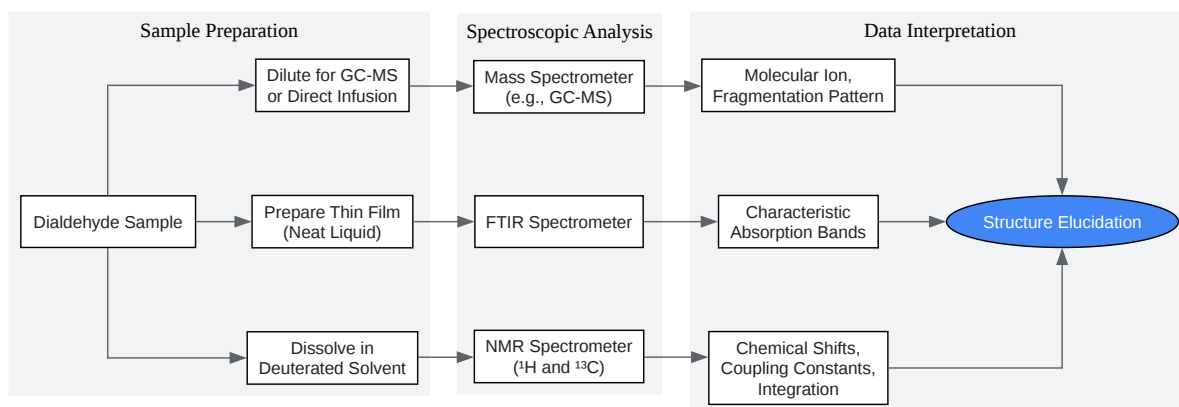 Sample Preparation
Spectroscopic Analysis
Data Interpretation
Dilute for GC-MS
or Direct Infusion
Mass Spectrometer
(e.g., GC-MS)
Molecular Ion,
Fragmentation Pattern
Dialdehyde Sample
Prepare Thin Film
(Neat Liquid)
FTIR Spectrometer
Characteristic
Absorption Bands
Structure Elucidation
Dissolve in
Deuterated Solvent
NMR Spectrometer
(¹H and ¹³C)
Chemical Shifts,
Coupling Constants,
Integration